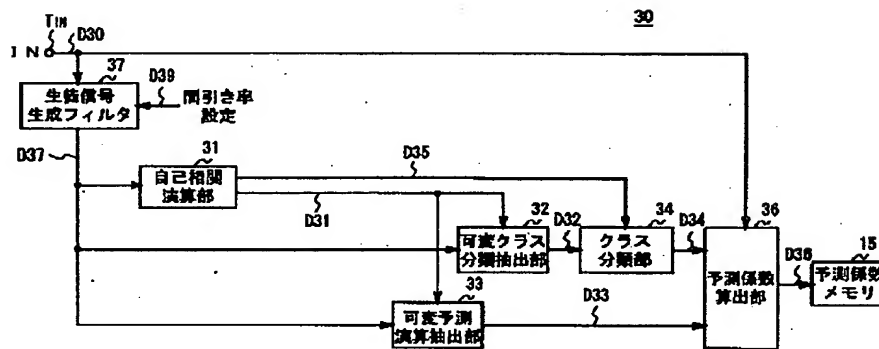 30
TIN
IN
D30
37
生徒信号
生成フィルタ
D39
間引き率
設定
D37
31
自己相関
演算部
D35
D31
32
可変クラス
分類抽出部
D32
34
クラス
分類部
D34
36
予測係数
算出部
D36
15
予測係数
メモリ
33
可変予測
演算抽出部
D33